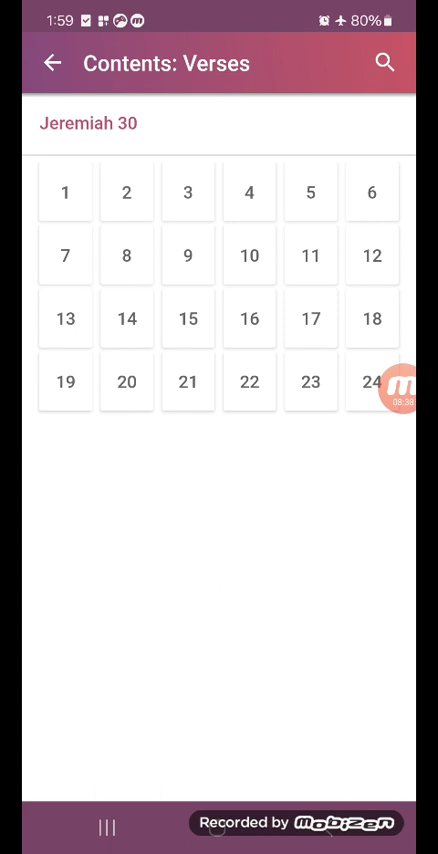 1:59 80%
Contents: Verses
Jeremiah 30
1 2 3 4 5 6
7 8 9 10 11 12
13 14 15 16 17 18
19 20 21 22 23 24
08:38
Recorded by mobizen